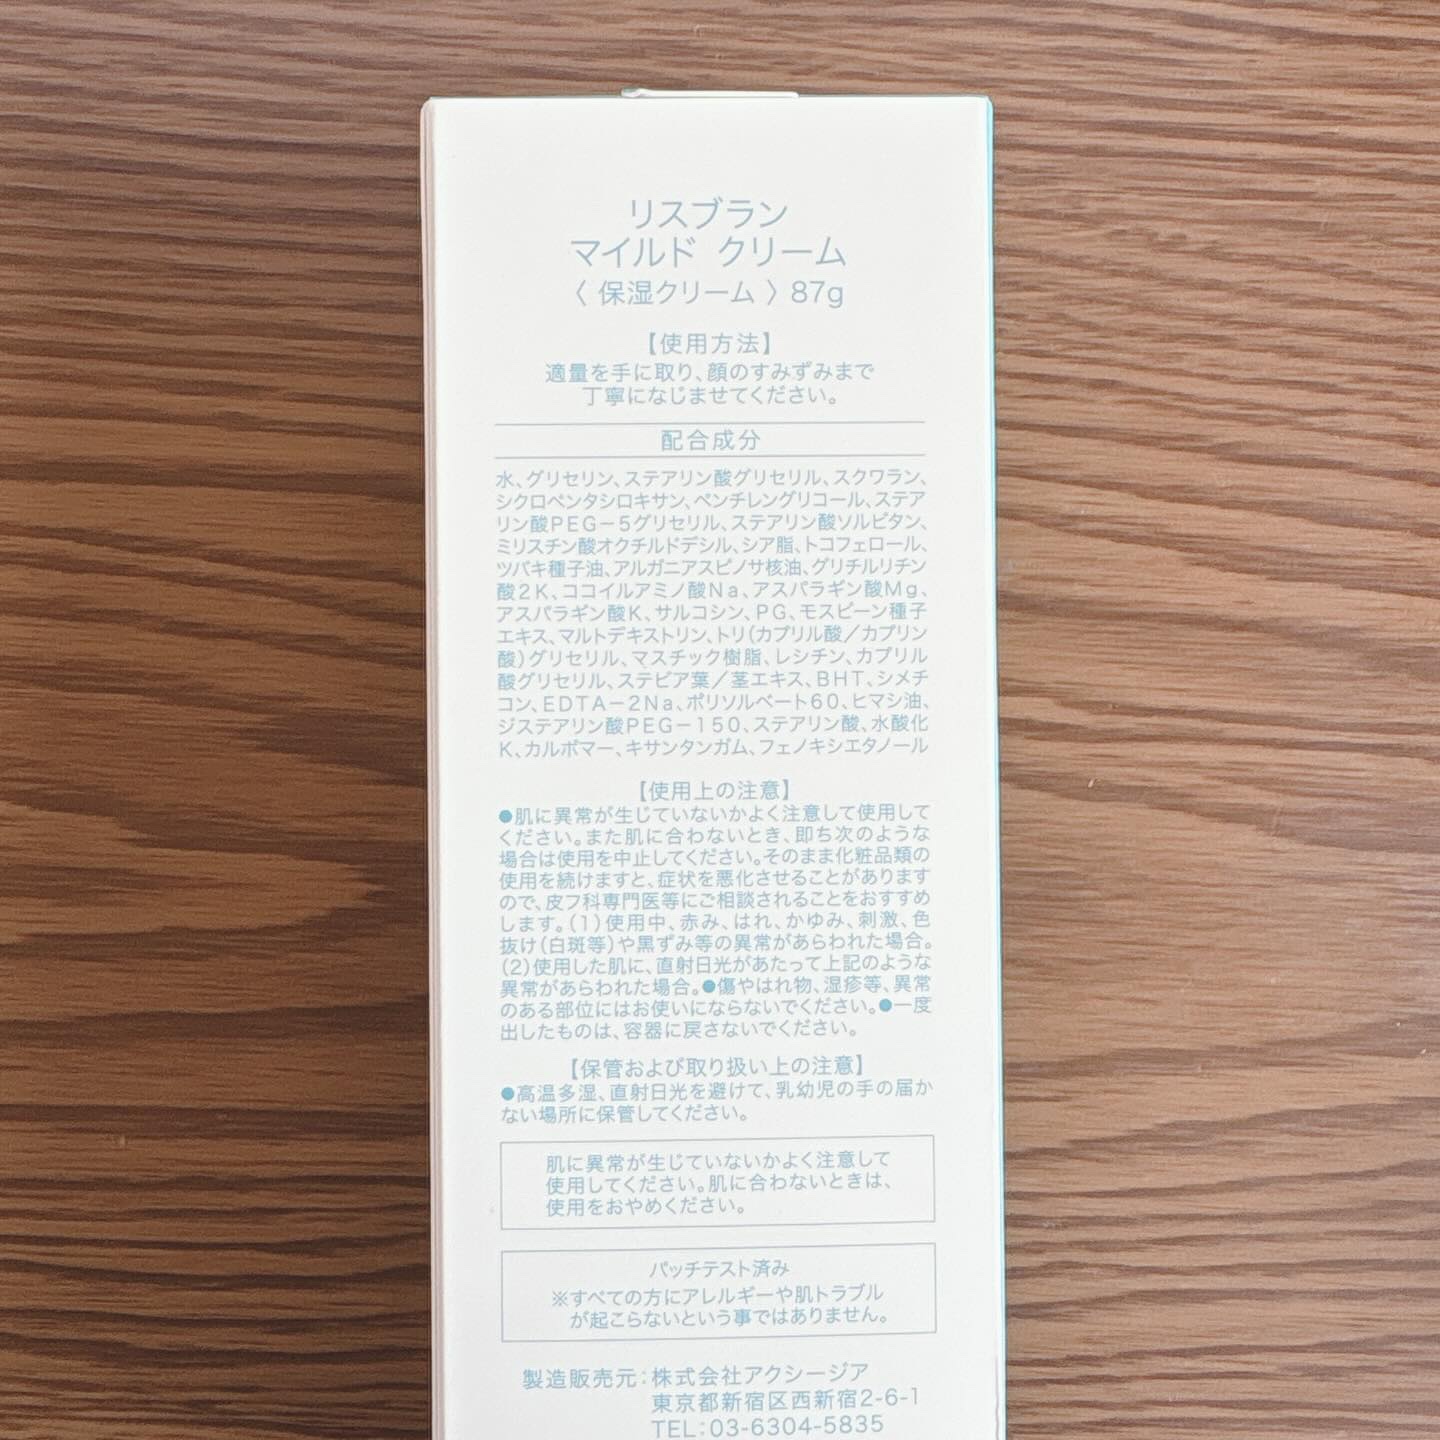 リスブラン
マイルド クリーム
〈 保湿クリーム 〉 87g
【使用方法】
適量を手に取り、顔のすみずみまで
丁寧になじませてください。
配合成分
水、グリセリン、ステアリン酸グリセリル、スクワラン、
シクロペンタシロキサン、ペンチレングリコール、ステア
リン酸PEG－5グリセリル、ステアリン酸ソルビタン、
ミリスチン酸オクチルドデシル、シア脂、トコフェロール、
ツバキ種子油、アルガニアスピノサ核油、グリチルリチン
酸2K、ココイルアミノ酸Na、アスパラギン酸Mg、
アスパラギン酸K、サルコシン、PG、モスビーン種子
エキス、マルトデキストリン、トリ（カプリル酸／カプリン
酸）グリセリル、マスチック樹脂、レシチン、カプリル
酸グリセリル、ステビア葉／茎エキス、BHT、シメチ
コン、EDTA－2Na、ポリソルベート60、ヒマシ油、
ジステアリン酸PEG－150、ステアリン酸、水酸化
K、カルボマー、キサンタンガム、フェノキシエタノール
【使用上の注意】
●肌に異常が生じていないかよく注意して使用して
ください。また肌に合わないとき、即ち次のような
場合は使用を中止してください。そのまま化粧品類の
使用を続けますと、症状を悪化させることがあります
ので、皮フ科専門医等にご相談されることをおすすめ
します。（1）使用中、赤み、はれ、かゆみ、刺激、色
抜け（白斑等）や黒ずみ等の異常があらわれた場合。
（2）使用した肌に、直射日光があたって上記のような
異常があらわれた場合。●傷やはれ物、湿疹等、異常
のある部位にはお使いにならないでください。●一度
出したものは、容器に戻さないでください。
【保管および取り扱い上の注意】
●高温多湿、直射日光を避けて、乳幼児の手の届か
ない場所に保管してください。
肌に異常が生じていないかよく注意して
使用してください。肌に合わないときは、
使用をおやめください。
パッチテスト済み
※すべての方にアレルギーや肌トラブル
が起こらないという事ではありません。
製造販売元：株式会社アクシージア
東京都新宿区西新宿2-6-1
TEL：03-6304-5835